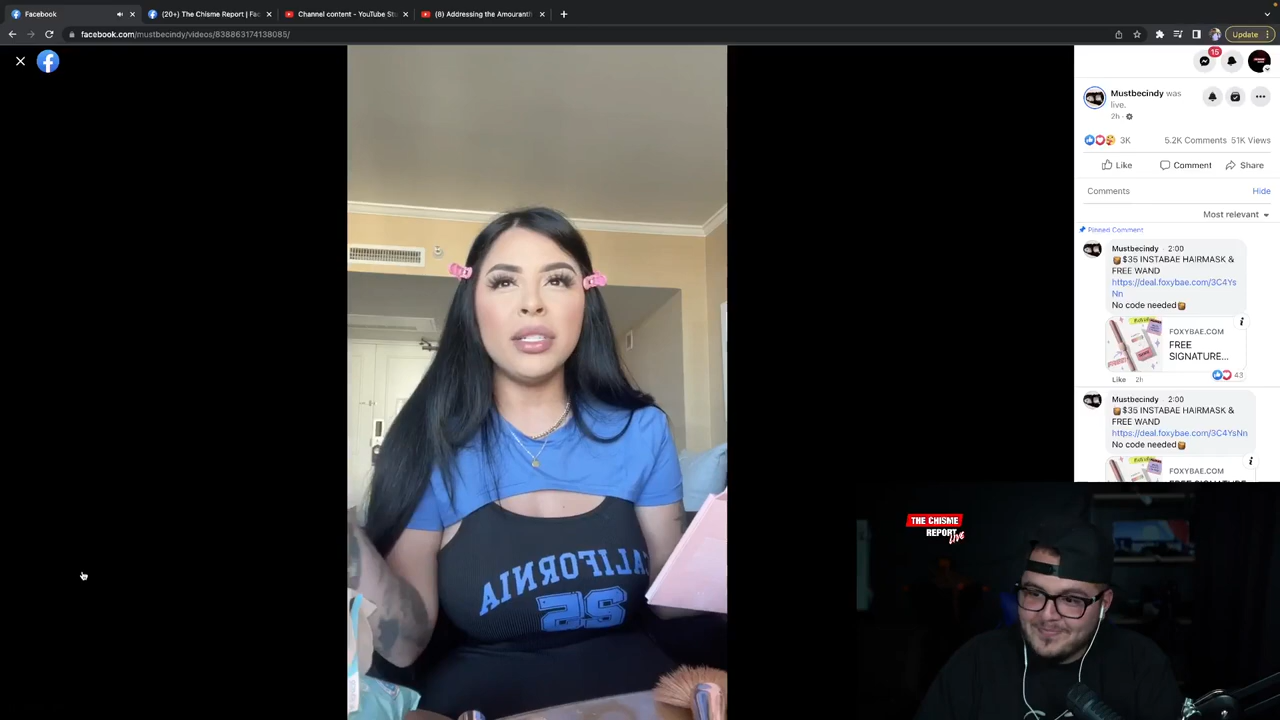 Facebook
(20+) The Chisme Report | Fac
Channel content - YouTube St
(8) Addressing the Amouranth
facebook.com/mustbecindy/videos/838863174138085/
Update
15
Mustbecindy was
live.
2h
3K
5.2K Comments 51K Views
Like
Comment
Share
Comments
Hide
Most relevant
Pinned Comment
Mustbecindy · 2:00
$35 INSTABAE HAIRMASK &
FREE WAND
https://deal.foxybae.com/3C4Ys
Nn
No code needed
FOXYBAE.COM
FREE
SIGNATURE...
Like 2h
43
Mustbecindy · 2:00
$35 INSTABAE HAIRMASK &
FREE WAND
https://deal.foxybae.com/3C4YsNn
No code needed
FOXYBAE.COM
CALIFORNIA
THE CHISME
REPORT
live